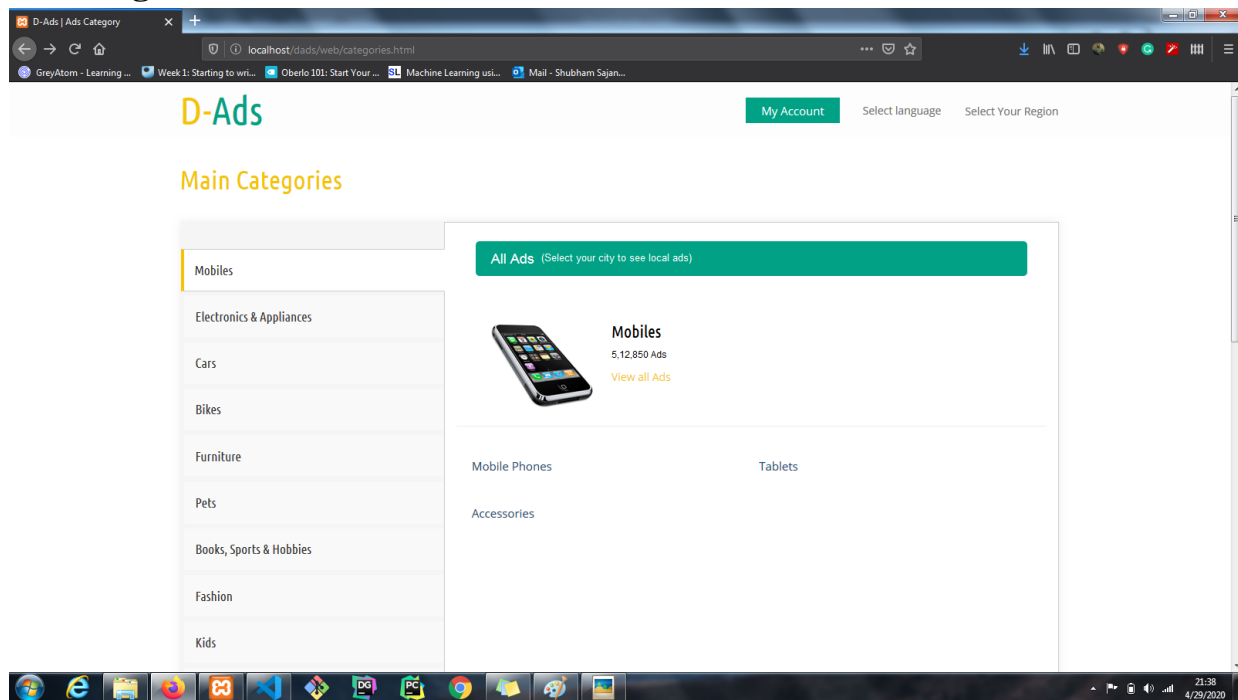 D-Ads | Ads Category
localhost/dads/web/categories.html
GreyAtom - Learning ... Week 1: Starting to wri... Oberlo 101: Start Your ... SL Machine Learning usi... Mail - Shubham Sajan...
D-Ads My Account Select language Select Your Region
Main Categories
All Ads (Select your city to see local ads)
Mobiles
Electronics & Appliances
Cars
Bikes
Furniture
Pets
Books, Sports & Hobbies
Fashion
Kids
Mobiles
5,12,850 Ads
View all Ads
Mobile Phones Tablets
Accessories
DG PC
21:38
4/29/2020